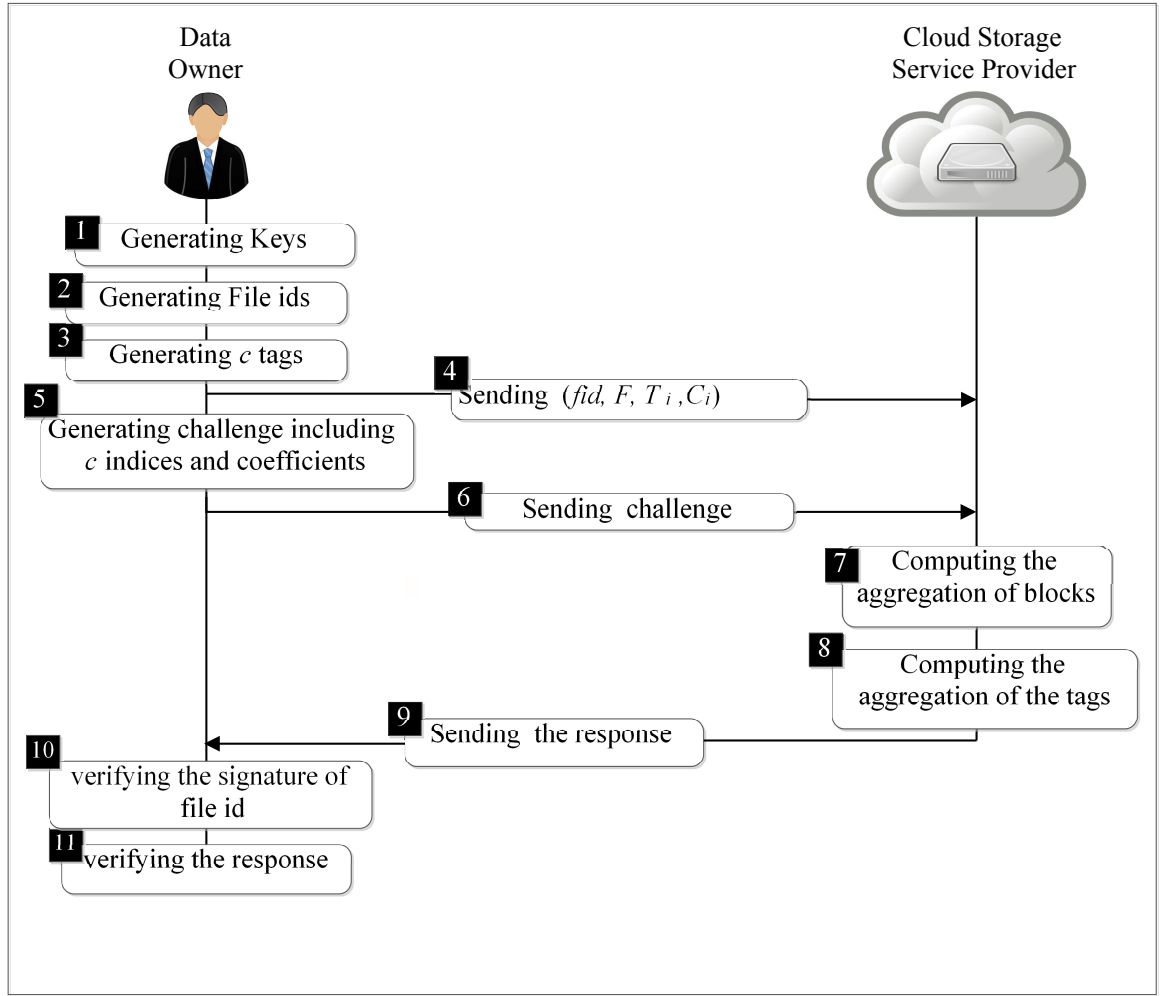 Data
Owner
Cloud Storage
Service Provider
1
Generating Keys
2
Generating File ids
3
Generating c tags
4
Sending (fid, F, T i ,Ci)
5
Generating challenge including
c indices and coefficients
6
Sending challenge
7
Computing the
aggregation of blocks
8
Computing the
aggregation of the tags
9
Sending the response
10
verifying the signature of
file id
11
verifying the response